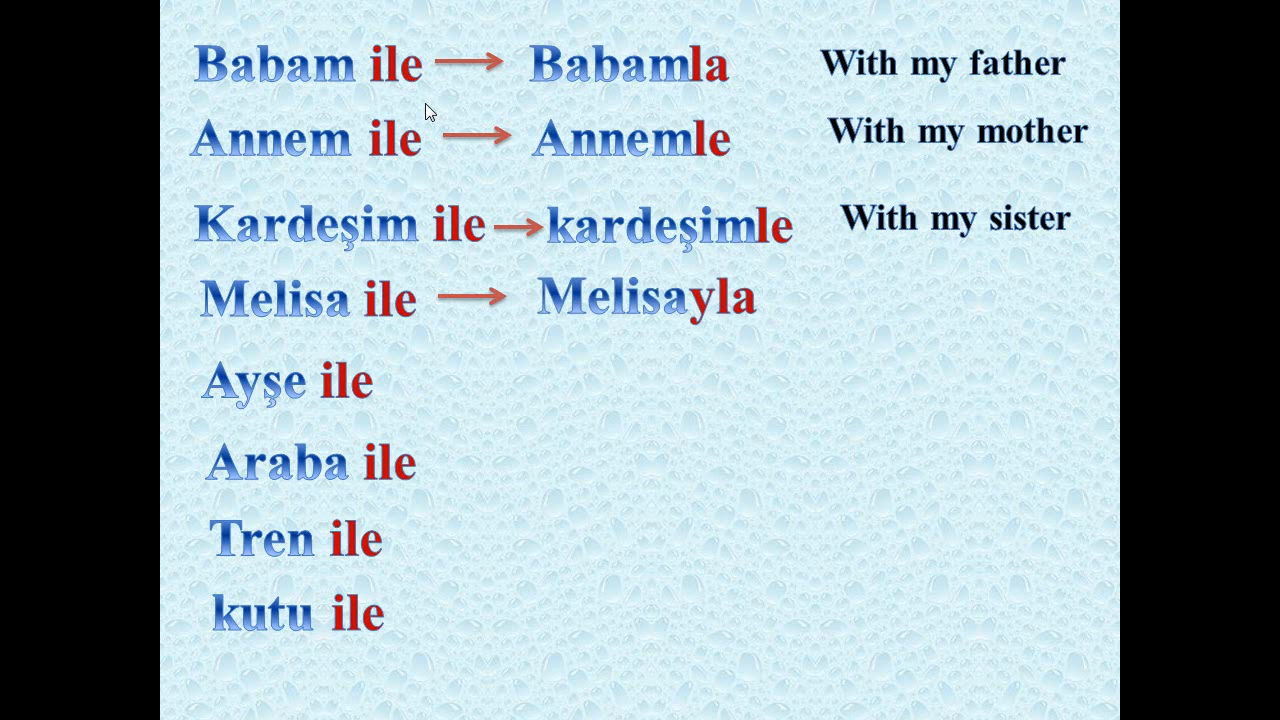 Babam ile → Babamla With my father
Annem ile → Annemle With my mother
Kardeşim ile → kardeşimle With my sister
Melisa ile → Melisayla
Ayşe ile
Araba ile
Tren ile
kutu ile